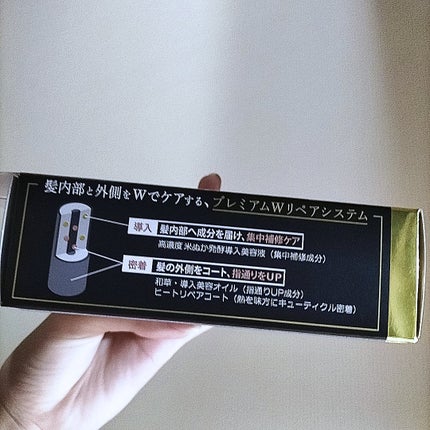 髪内部と外側をWでケアする、プレミアムWリペアシステム
導入 髪内部へ成分を届け、集中補修ケア
高濃度 米ぬか発酵導入美容液（集中補修成分）
密着 髪の外側をコート、指通りをUP
和草・導入美容オイル（指通りUP成分）
ヒートリペアコート（熱を味方にキューティクル密着）